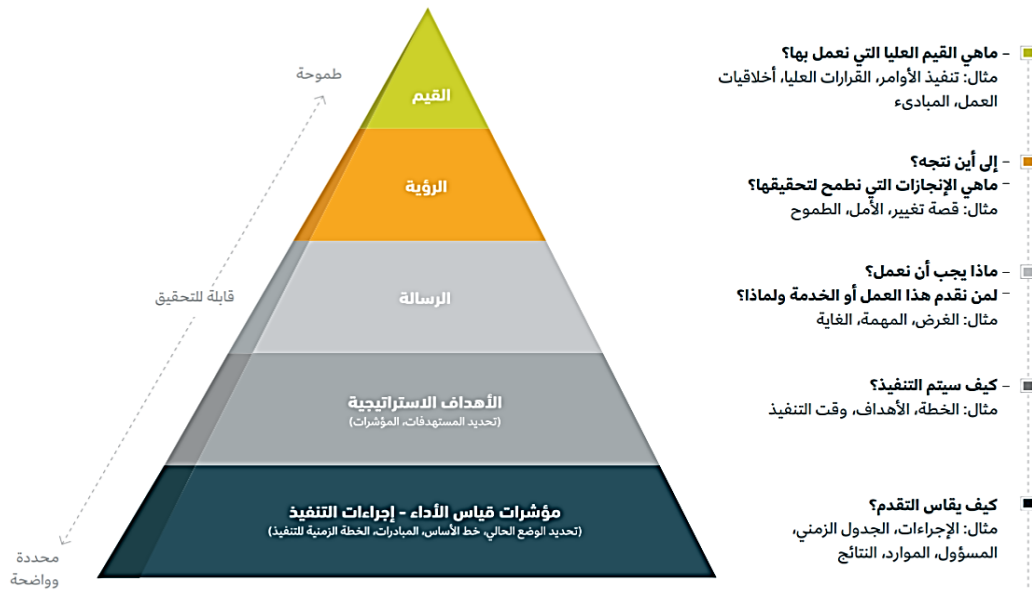 طموحة
قابلة للتحقيق
محددة
وواضحة
القيم
الرؤية
الرسالة
الأهداف الاستراتيجية
(تحديد المستهدفات، المؤشرات)
مؤشرات قياس الأداء - إجراءات التنفيذ
(تحديد الوضع الحالي، خط الأساس، المبادرات، الخطة الزمنية للتنفيذ)
– ماهي القيم العليا التي نعمل بها؟
مثال: تنفيذ الأوامر، القرارات العليا، أخلاقيات
العمل، المبادىء
– إلى أين نتجه؟
– ماهي الإنجازات التي نطمح لتحقيقها؟
مثال: قصة تغيير، الأمل، الطموح
– ماذا يجب أن نعمل؟
– لمن نقدم هذا العمل أو الخدمة ولماذا؟
مثال: الغرض، المهمة، الغاية
– كيف سيتم التنفيذ؟
مثال: الخطة، الأهداف، وقت التنفيذ
– كيف يقاس التقدم؟
مثال: الإجراءات، الجدول الزمني،
المسؤول، الموارد، النتائج